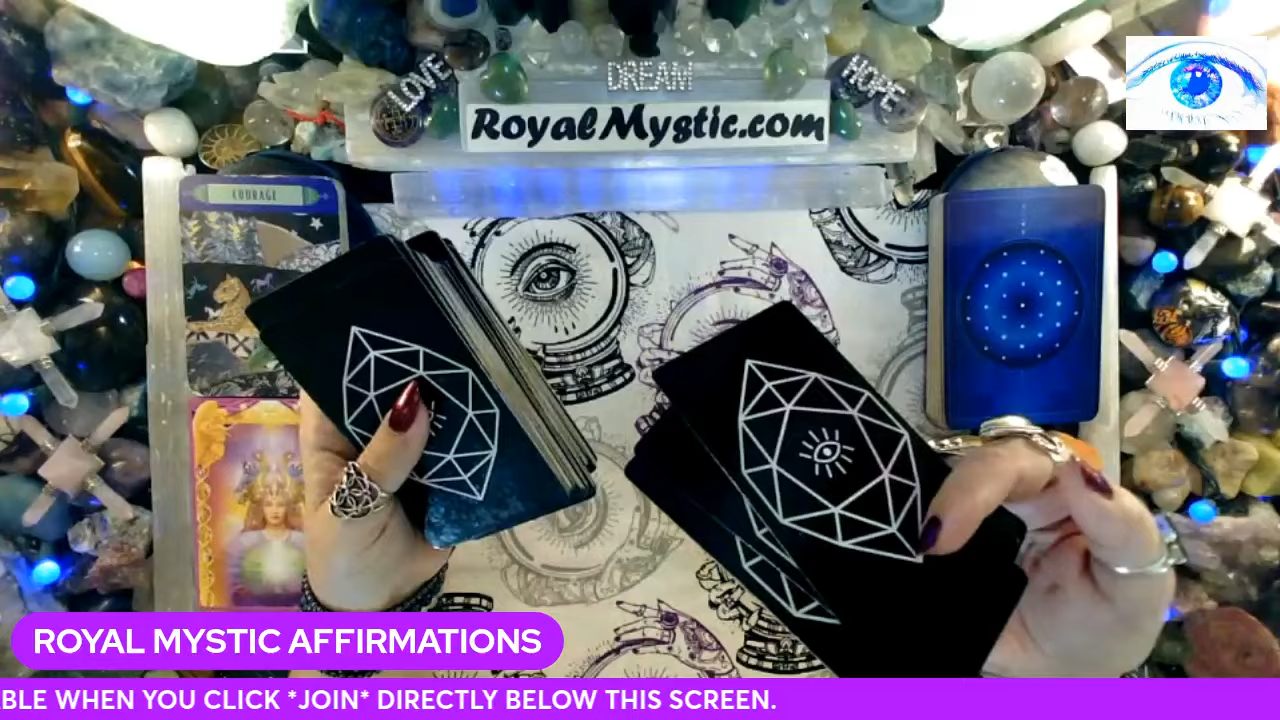 LOVE
DREAM
HOPE
RoyalMystic.com
COURAGE
ROYAL MYSTIC AFFIRMATIONS
BLE WHEN YOU CLICK *JOIN* DIRECTLY BELOW THIS SCREEN.